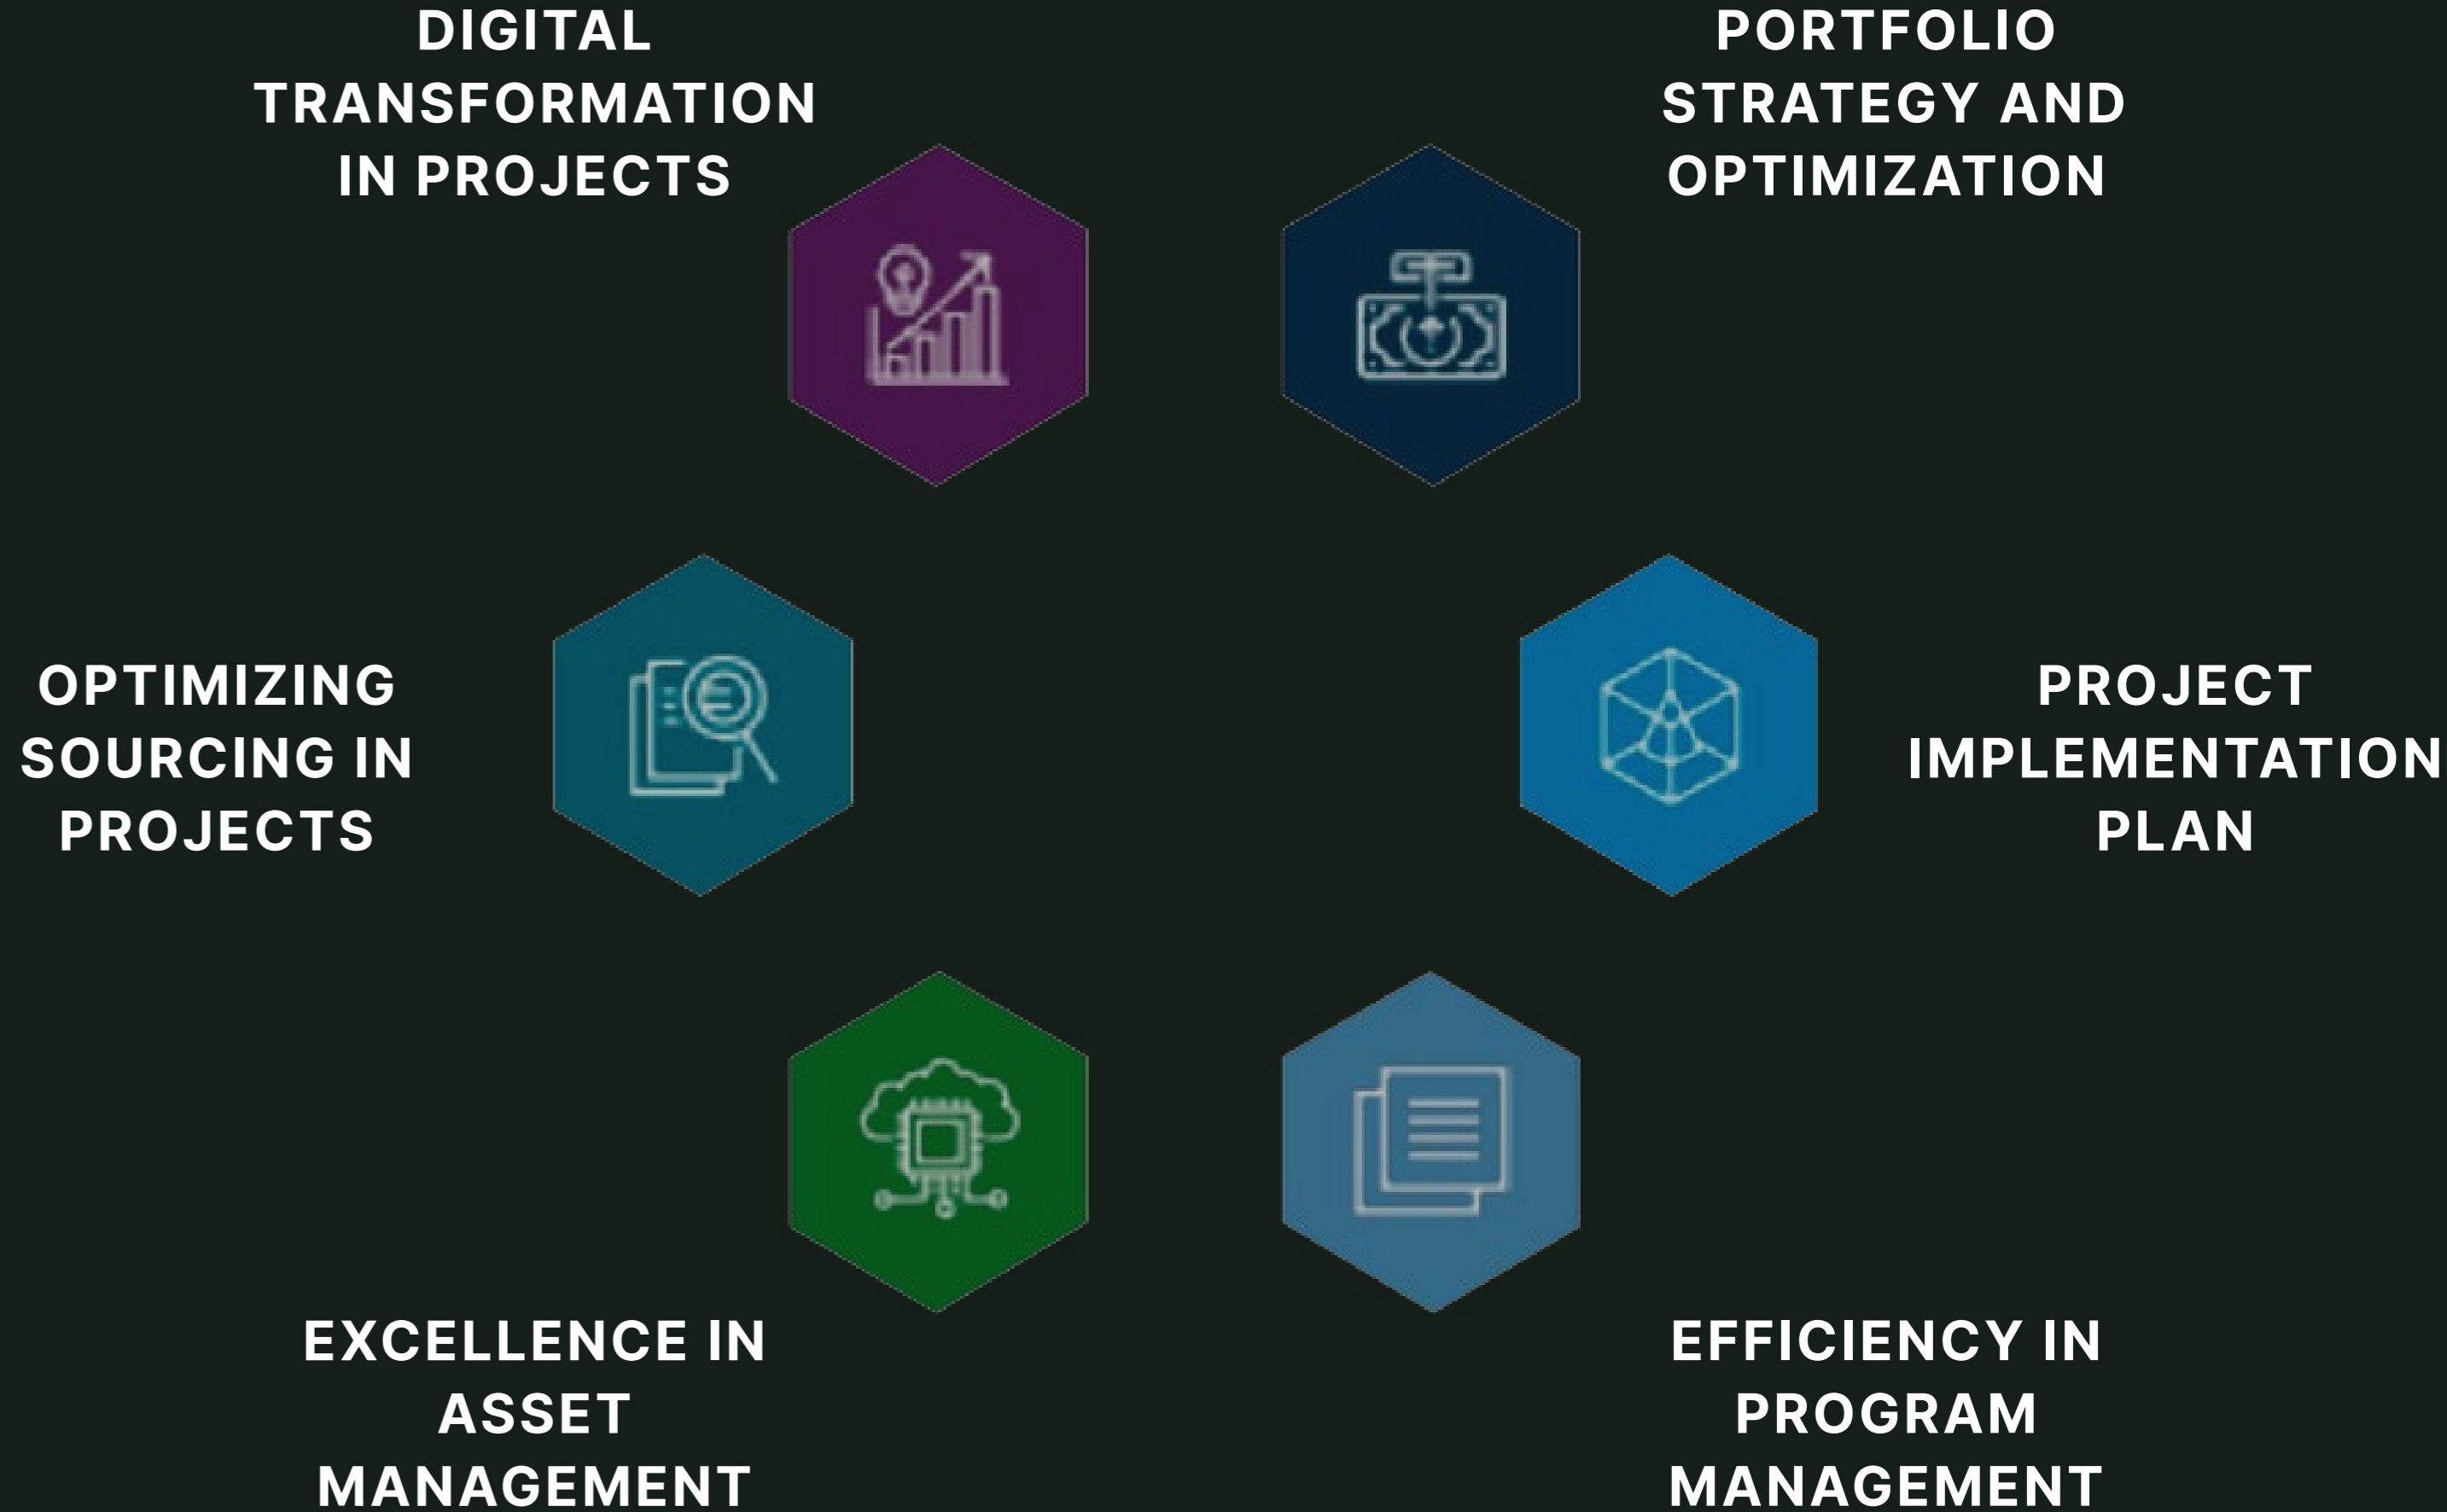 DIGITAL
TRANSFORMATION
IN PROJECTS
PORTFOLIO
STRATEGY AND
OPTIMIZATION
OPTIMIZING
SOURCING IN
PROJECTS
PROJECT
IMPLEMENTATION
PLAN
EXCELLENCE IN
ASSET
MANAGEMENT
EFFICIENCY IN
PROGRAM
MANAGEMENT